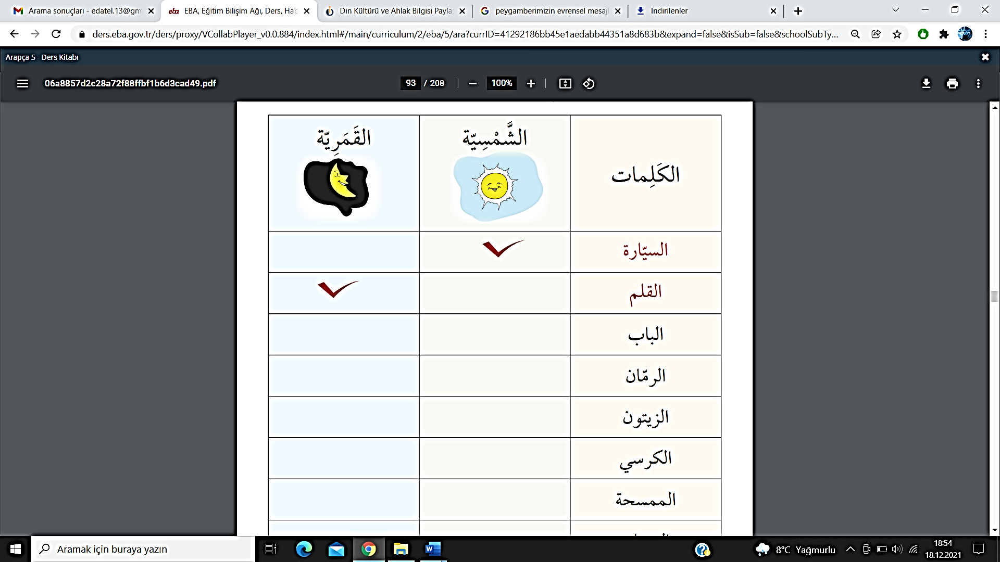 Arama sonuçları - edatel.13@gm
eba EBA, Eğitim Bilişim Ağı, Ders, Hab
Din Kültürü ve Ahlak Bilgisi Payla
peygamberimizin evrensel mesajl
İndirilenler
ders.eba.gov.tr/ders/proxy/VCollabPlayer_v0.0.884/index.html#/main/curriculum/2/eba/5/ara?currID=41292186bb45e1aedabb44351a8d683b&expand=false&isSub=false&schoolSubTy...
Arapça 5 - Ders Kitabı
06a8857d2c28a72f88ffbf1b6d3cad49.pdf
93 / 208
100%
الكَلِمات
الشَّمْسِيّة
القَمَرِيّة
السيّارة
القلم
الباب
الرمّان
الزيتون
الكرسي
الممسحة
Aramak için buraya yazın
8°C Yağmurlu
18:54
18.12.2021